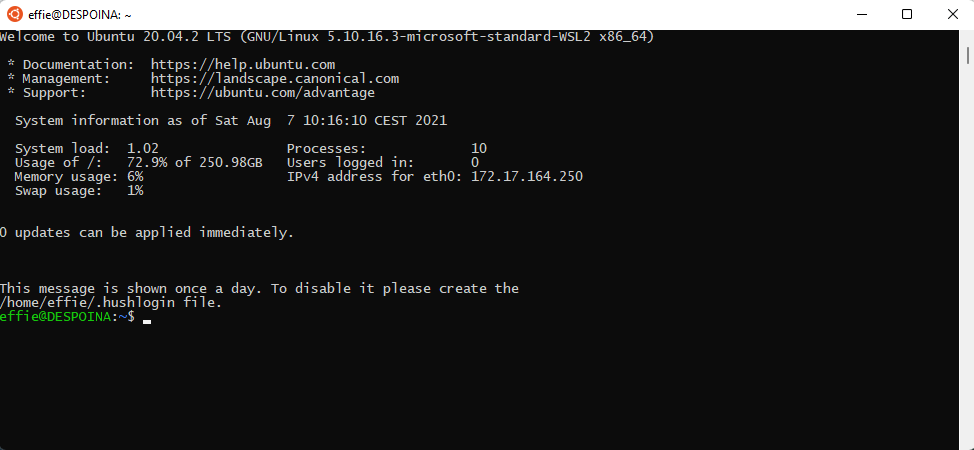 effie@DESPOINA: ~
Welcome to Ubuntu 20.04.2 LTS (GNU/Linux 5.10.16.3-microsoft-standard-WSL2 x86_64)
* Documentation:  https://help.ubuntu.com
* Management:     https://landscape.canonical.com
* Support:        https://ubuntu.com/advantage
System information as of Sat Aug  7 10:16:10 CEST 2021
System load:  1.02                Processes:             10
Usage of /:   72.9% of 250.98GB   Users logged in:       0
Memory usage: 6%                  IPv4 address for eth0: 172.17.164.250
Swap usage:   1%
0 updates can be applied immediately.
This message is shown once a day. To disable it please create the
/home/effie/.hushlogin file.
effie@DESPOINA:~$